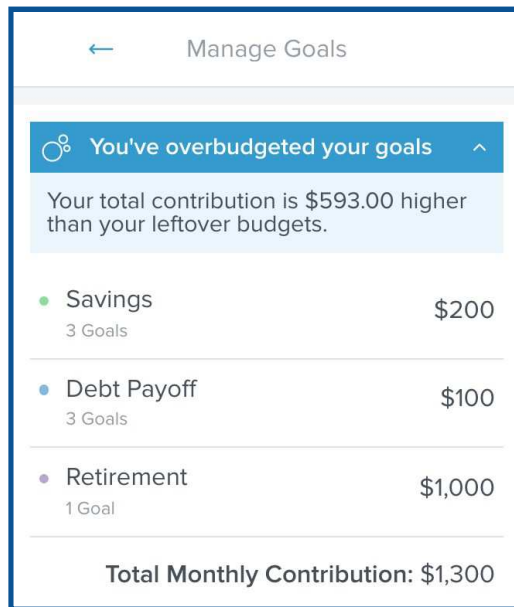 Manage Goals
You've overbudgeted your goals
Your total contribution is $593.00 higher
than your leftover budgets.
Savings $200
3 Goals
Debt Payoff $100
3 Goals
Retirement $1,000
1 Goal
Total Monthly Contribution: $1,300